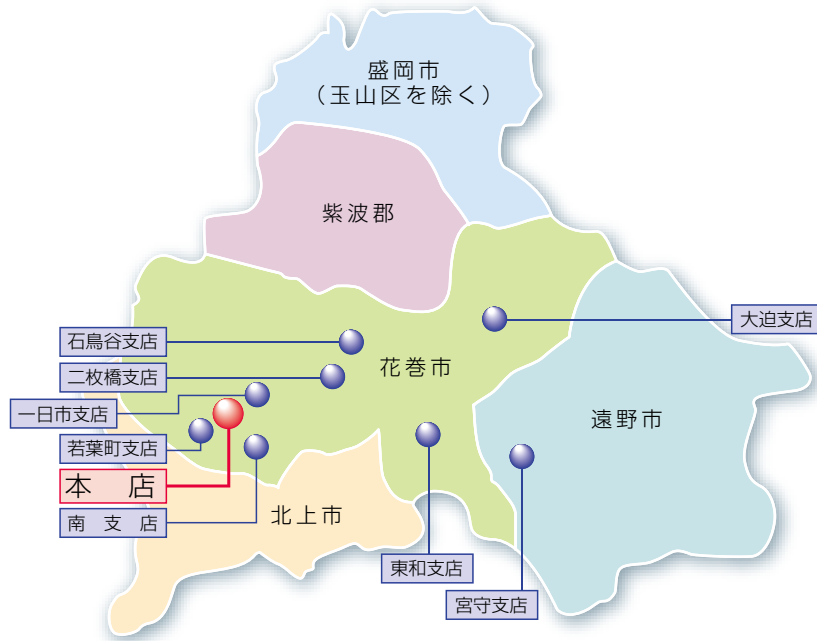 盛岡市
（玉山区を除く）
紫波郡
大迫支店
石鳥谷支店
花巻市
二枚橋支店
一日市支店
遠野市
若葉町支店
本　店
北上市
南　支　店
東和支店
宮守支店